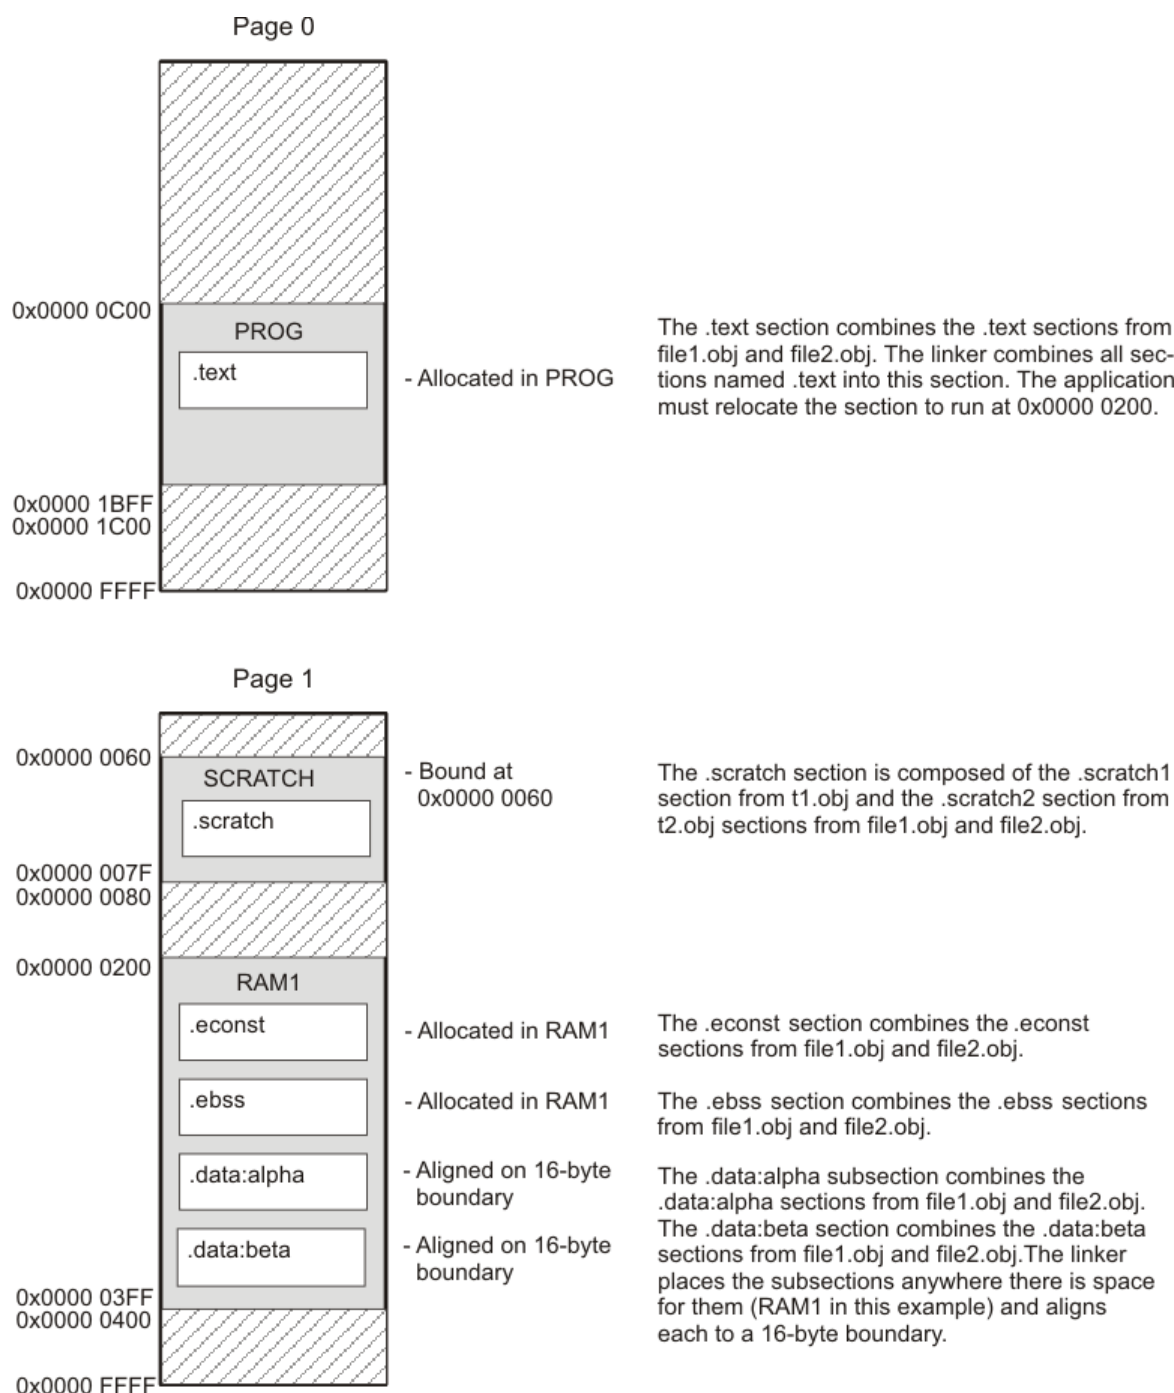 Page 0
0x0000 0C00
PROG
.text
- Allocated in PROG
The .text section combines the .text sections from
file1.obj and file2.obj. The linker combines all sec-
tions named .text into this section. The application
must relocate the section to run at 0x0000 0200.
0x0000 1BFF
0x0000 1C00
0x0000 FFFF
Page 1
0x0000 0060
SCRATCH
.scratch
- Bound at
0x0000 0060
The .scratch section is composed of the .scratch1
section from t1.obj and the .scratch2 section from
t2.obj sections from file1.obj and file2.obj.
0x0000 007F
0x0000 0080
0x0000 0200
RAM1
.econst
- Allocated in RAM1
The .econst section combines the .econst
sections from file1.obj and file2.obj.
.ebss
- Allocated in RAM1
The .ebss section combines the .ebss sections
from file1.obj and file2.obj.
.data:alpha
- Aligned on 16-byte
boundary
The .data:alpha subsection combines the
.data:alpha sections from file1.obj and file2.obj.
.data:beta
- Aligned on 16-byte
boundary
The .data:beta section combines the .data:beta
sections from file1.obj and file2.obj.The linker
places the subsections anywhere there is space
for them (RAM1 in this example) and aligns
each to a 16-byte boundary.
0x0000 03FF
0x0000 0400
0x0000 FFFF